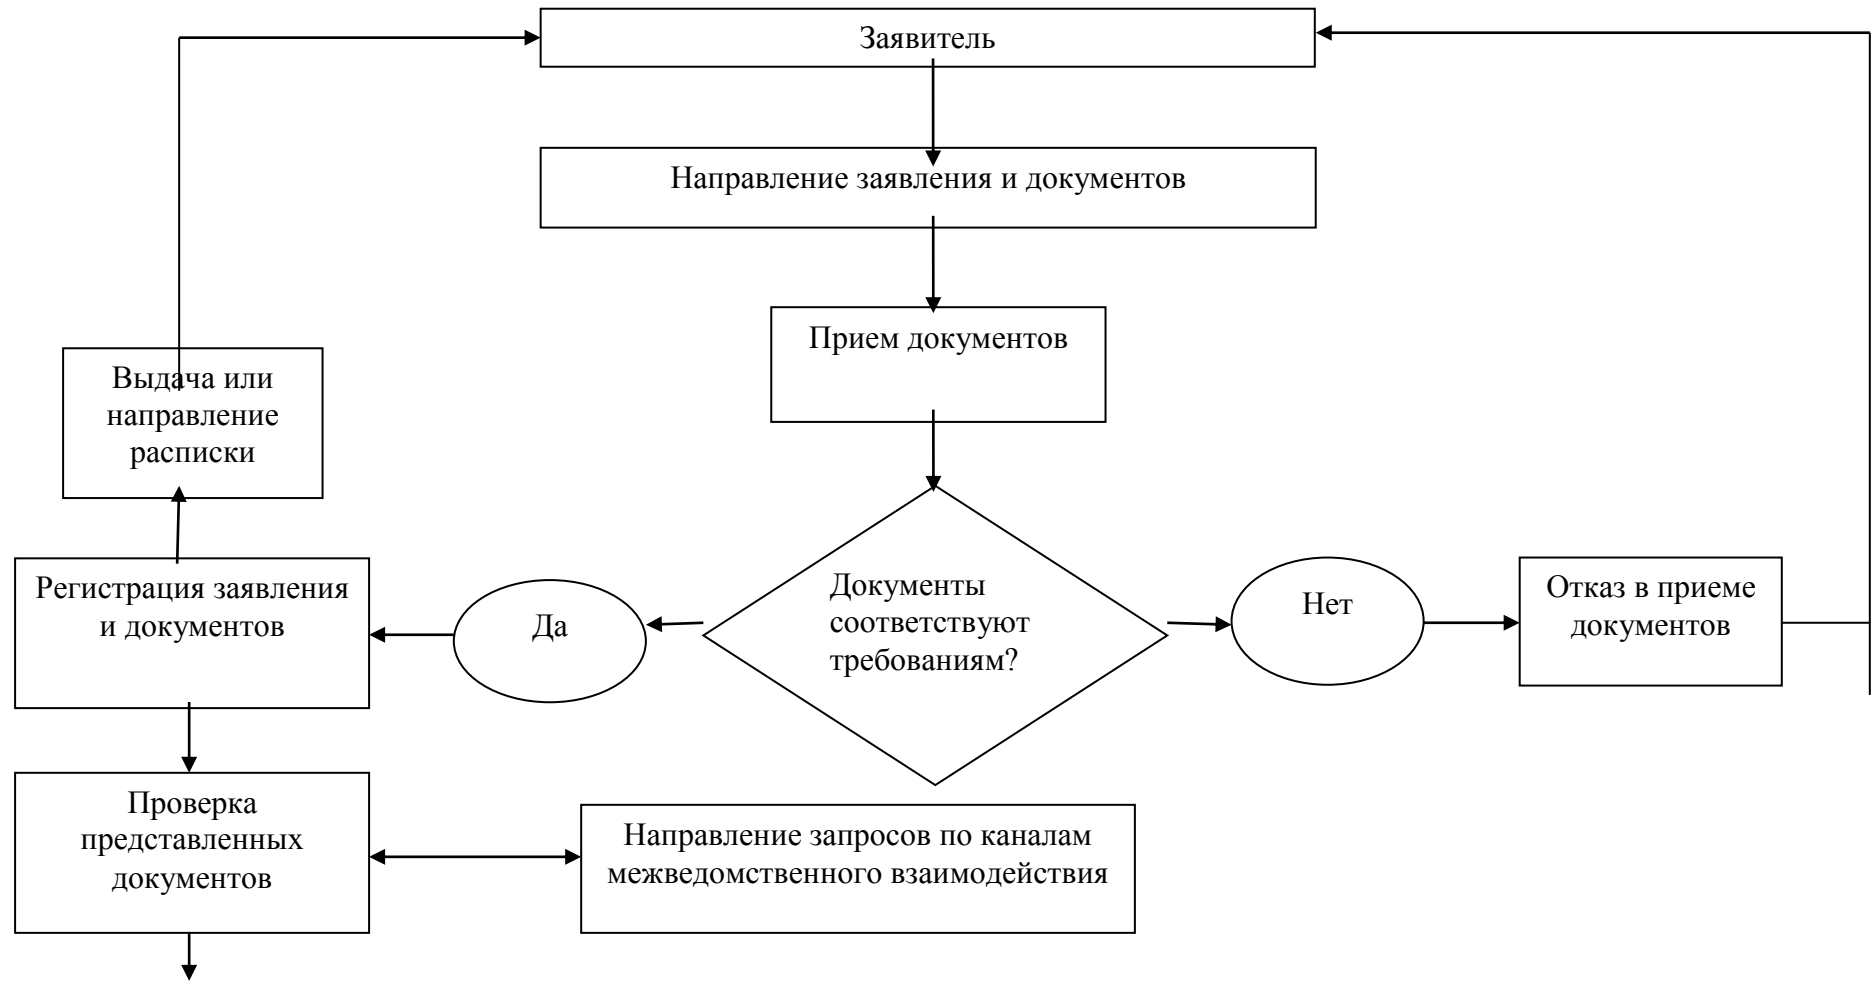 Заявитель
Направление заявления и документов
Прием документов
Выдача или
направление
расписки
Регистрация заявления
и документов
Да
Документы
соответствуют
требованиям?
Нет
Отказ в приеме
документов
Проверка
представленных
документов
Направление запросов по каналам
межведомственного взаимодействия